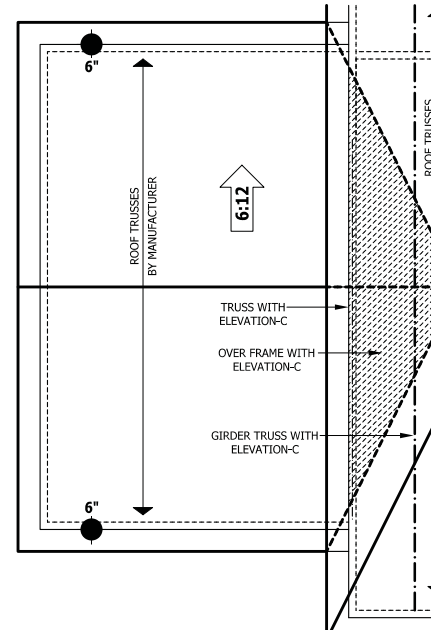 6"
ROOF TRUSSES
BY MANUFACTURER
6:12
ROOF TRUSSES
TRUSS WITH
ELEVATION-C
OVER FRAME WITH
ELEVATION-C
GIRDER TRUSS WITH
ELEVATION-C
6"